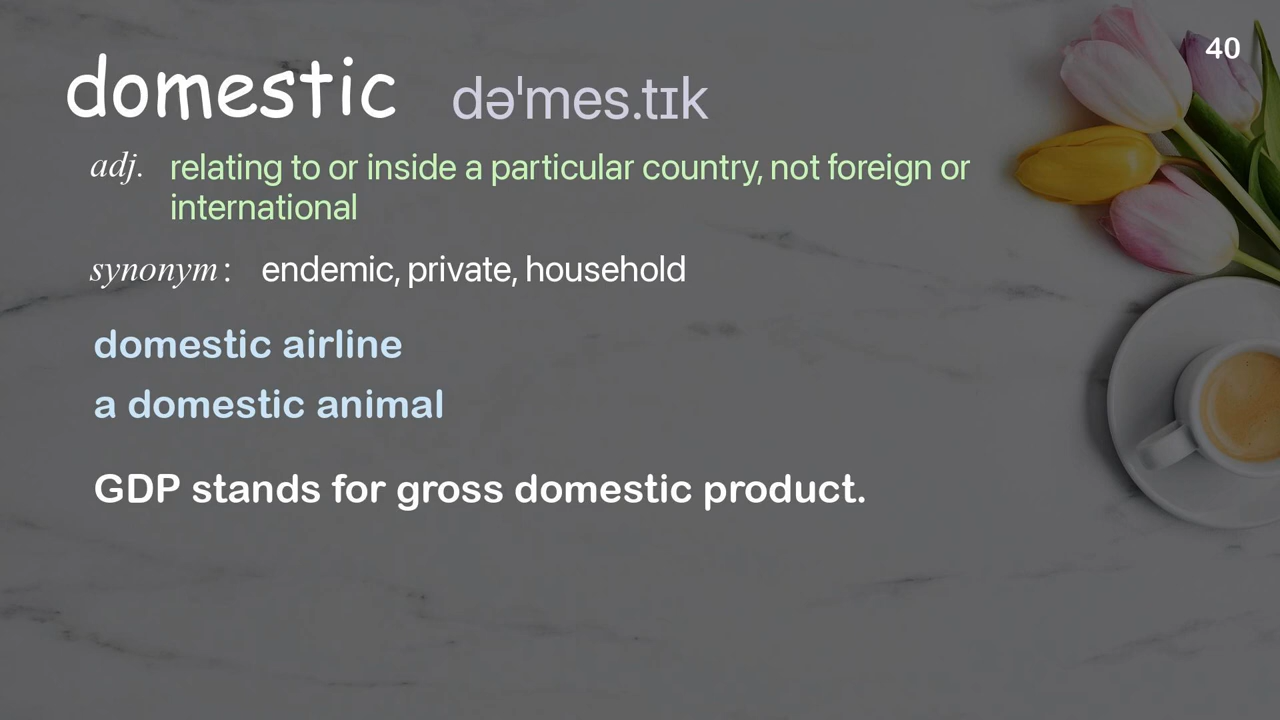 40
domestic dəˈmes.tɪk
adj. relating to or inside a particular country, not foreign or
international
synonym: endemic, private, household
domestic airline
a domestic animal
GDP stands for gross domestic product.